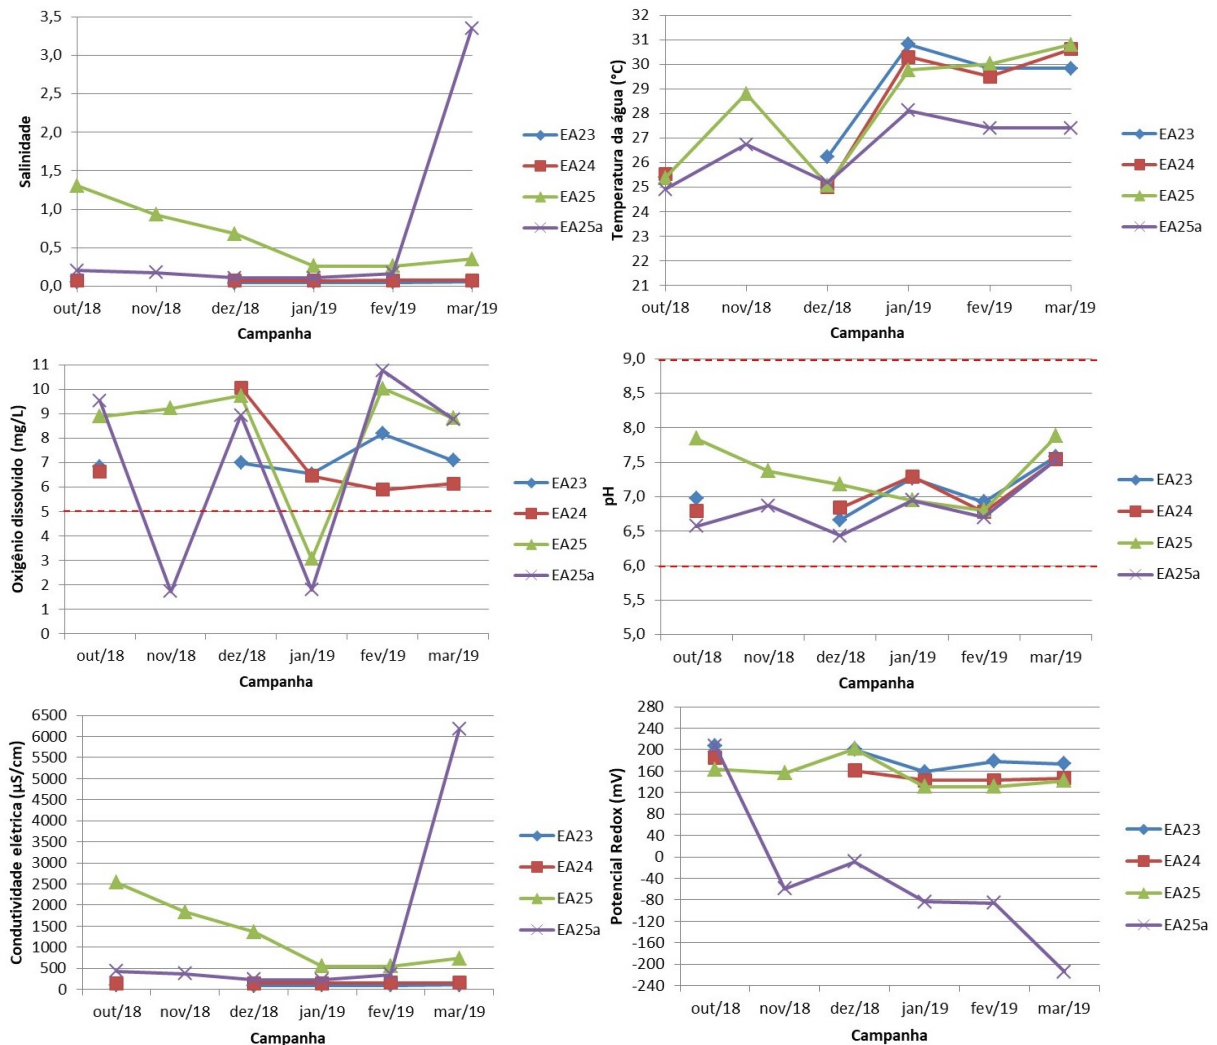 Salinidade
3,5
3,0
2,5
2,0
1,5
1,0
0,5
0,0
out/18 nov/18 dez/18 jan/19 fev/19 mar/19
Campanha
EA23
EA24
EA25
EA25a
Temperatura da água (°C)
32
31
30
29
28
27
26
25
24
23
22
21
out/18 nov/18 dez/18 jan/19 fev/19 mar/19
Campanha
EA23
EA24
EA25
EA25a
Oxigênio dissolvido (mg/L)
11
10
9
8
7
6
5
4
3
2
1
0
out/18 nov/18 dez/18 jan/19 fev/19 mar/19
Campanha
EA23
EA24
EA25
EA25a
pH
9,0
8,5
8,0
7,5
7,0
6,5
6,0
5,5
5,0
out/18 nov/18 dez/18 jan/19 fev/19 mar/19
Campanha
EA23
EA24
EA25
EA25a
Condutividade elétrica (µS/cm)
6500
6000
5500
5000
4500
4000
3500
3000
2500
2000
1500
1000
500
0
out/18 nov/18 dez/18 jan/19 fev/19 mar/19
Campanha
EA23
EA24
EA25
EA25a
Potencial Redox (mV)
280
240
200
160
120
80
40
0
-40
-80
-120
-160
-200
-240
out/18 nov/18 dez/18 jan/19 fev/19 mar/19
Campanha
EA23
EA24
EA25
EA25a